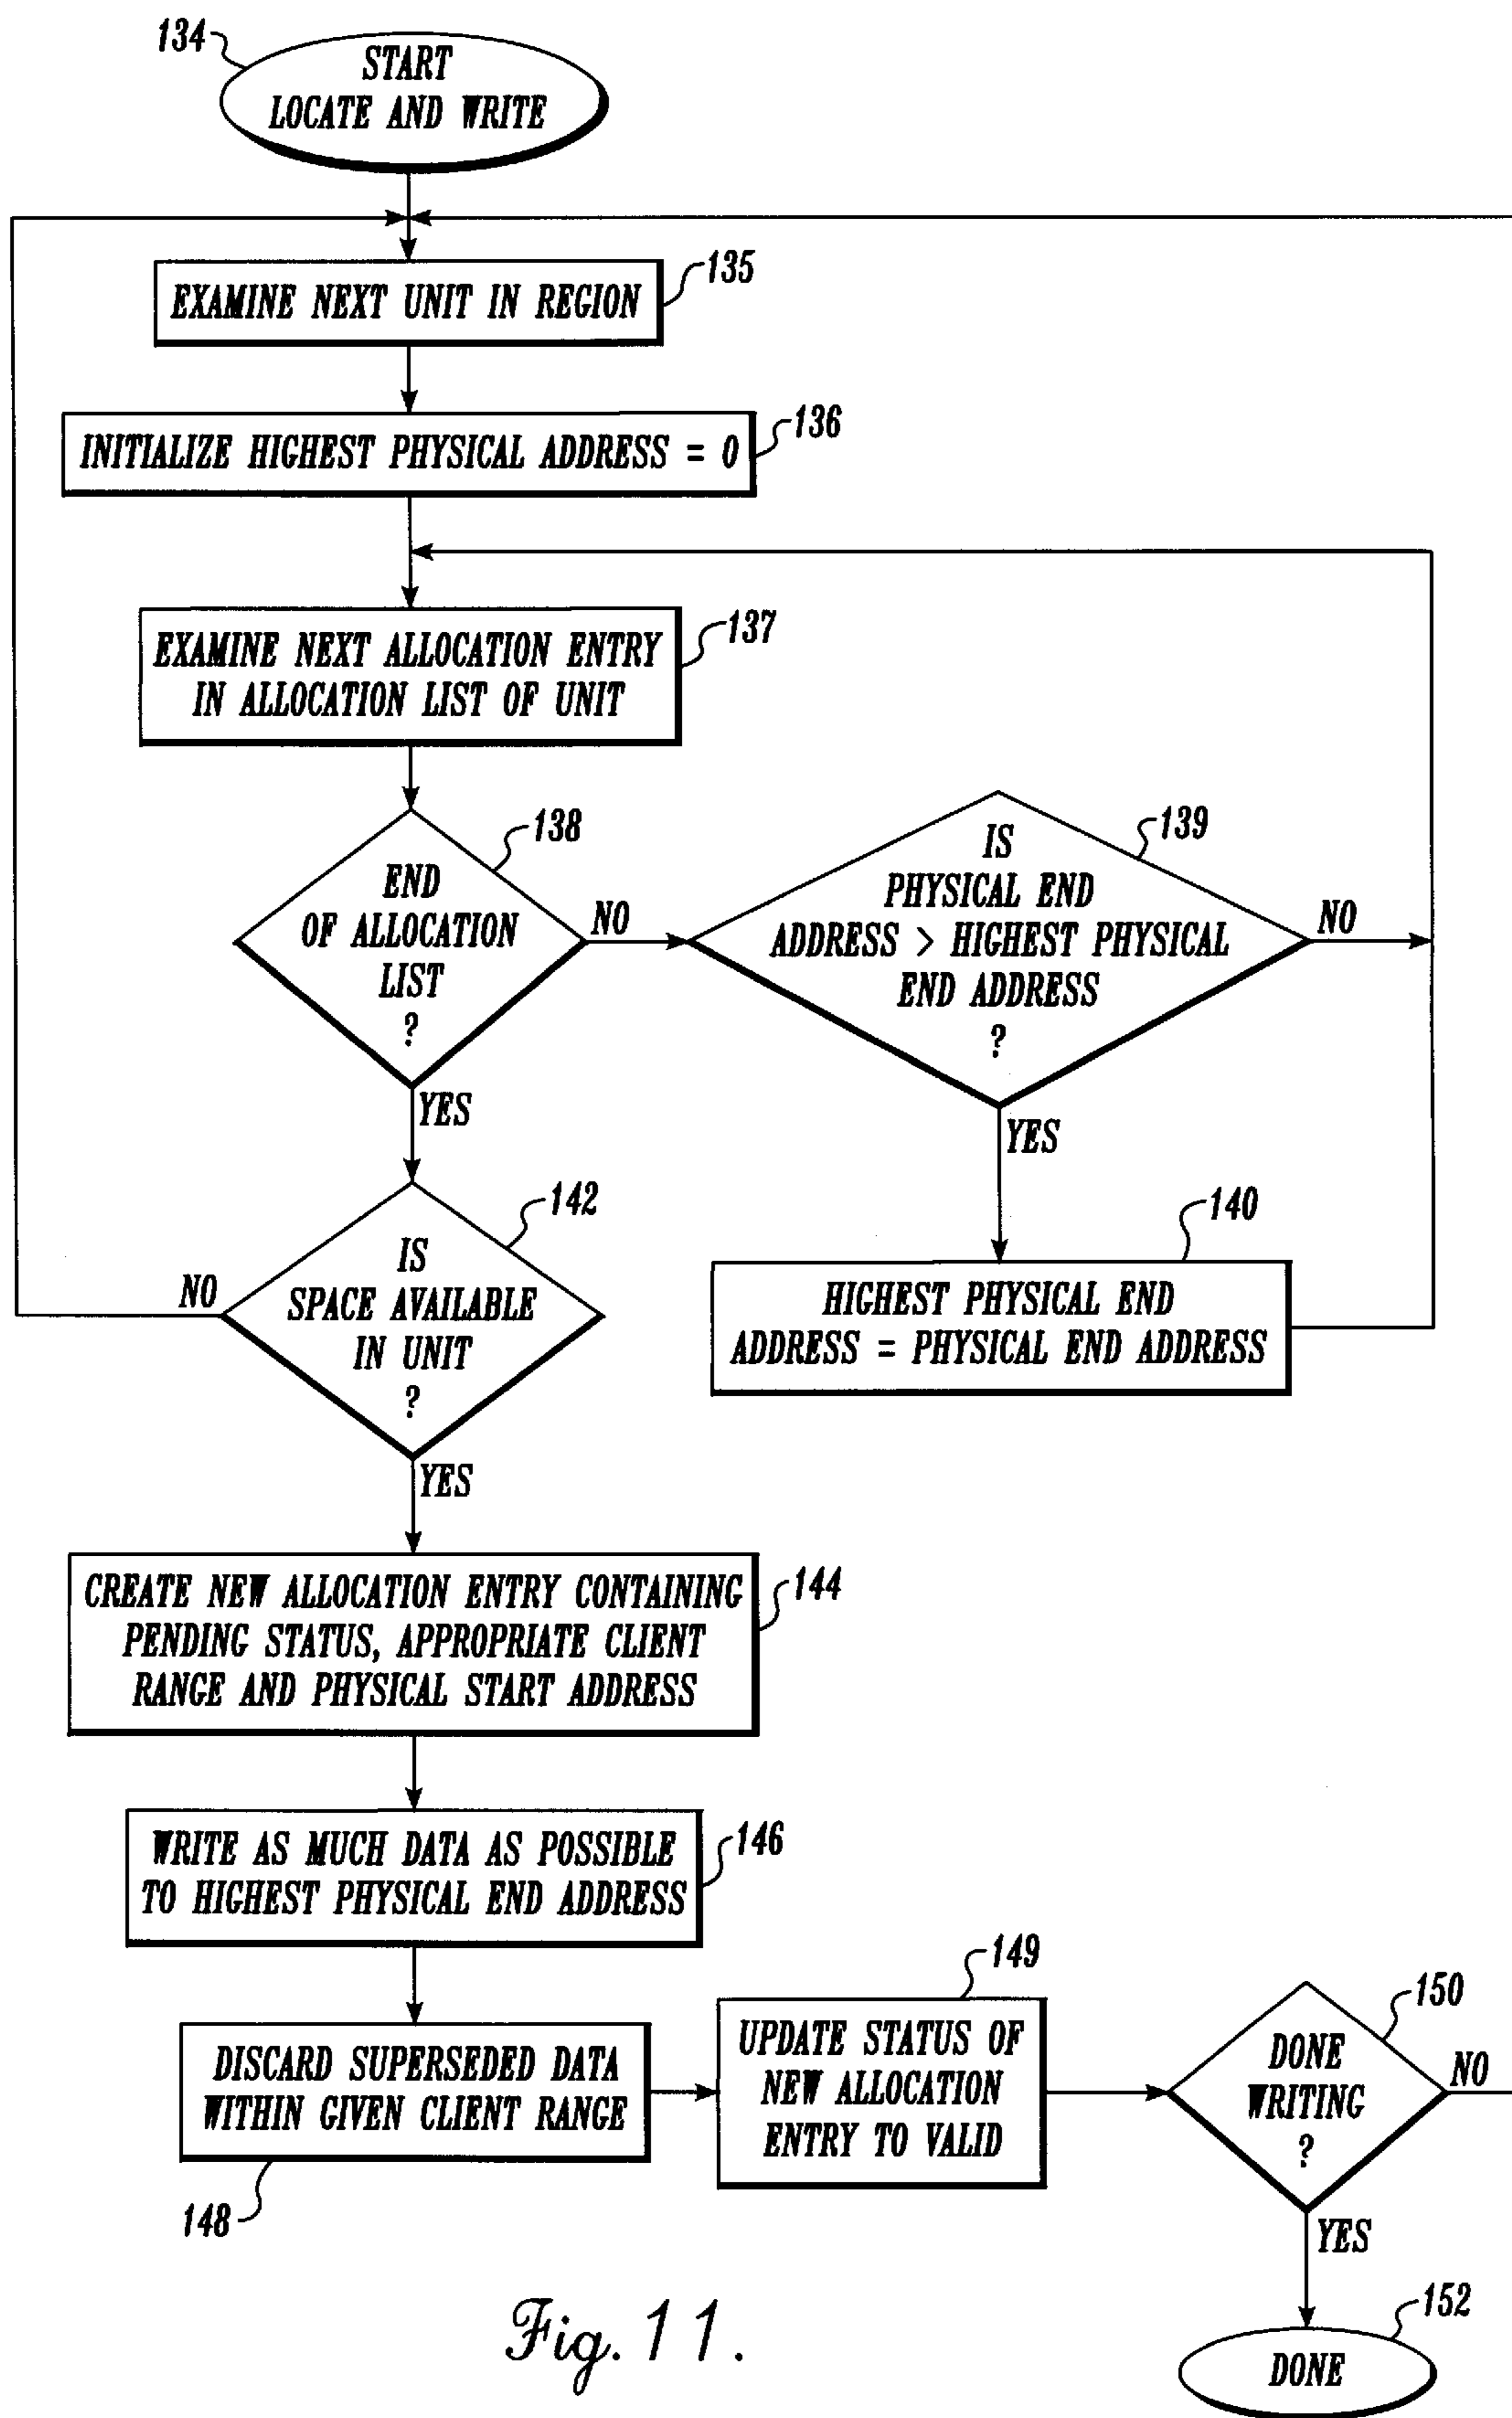 134
START
LOCATE AND WRITE
135
EXAMINE NEXT UNIT IN REGION
136
INITIALIZE HIGHEST PHYSICAL ADDRESS = 0
137
EXAMINE NEXT ALLOCATION ENTRY
IN ALLOCATION LIST OF UNIT
138
END
OF ALLOCATION
LIST
?
NO
YES
139
IS
PHYSICAL END
ADDRESS > HIGHEST PHYSICAL
END ADDRESS
?
NO
YES
140
HIGHEST PHYSICAL END
ADDRESS = PHYSICAL END ADDRESS
142
IS
SPACE AVAILABLE
IN UNIT
?
NO
YES
144
CREATE NEW ALLOCATION ENTRY CONTAINING
PENDING STATUS, APPROPRIATE CLIENT
RANGE AND PHYSICAL START ADDRESS
146
WRITE AS MUCH DATA AS POSSIBLE
TO HIGHEST PHYSICAL END ADDRESS
148
DISCARD SUPERSEDED DATA
WITHIN GIVEN CLIENT RANGE
149
UPDATE STATUS OF
NEW ALLOCATION
ENTRY TO VALID
150
DONE
WRITING
?
NO
YES
152
DONE
Fig. 11.